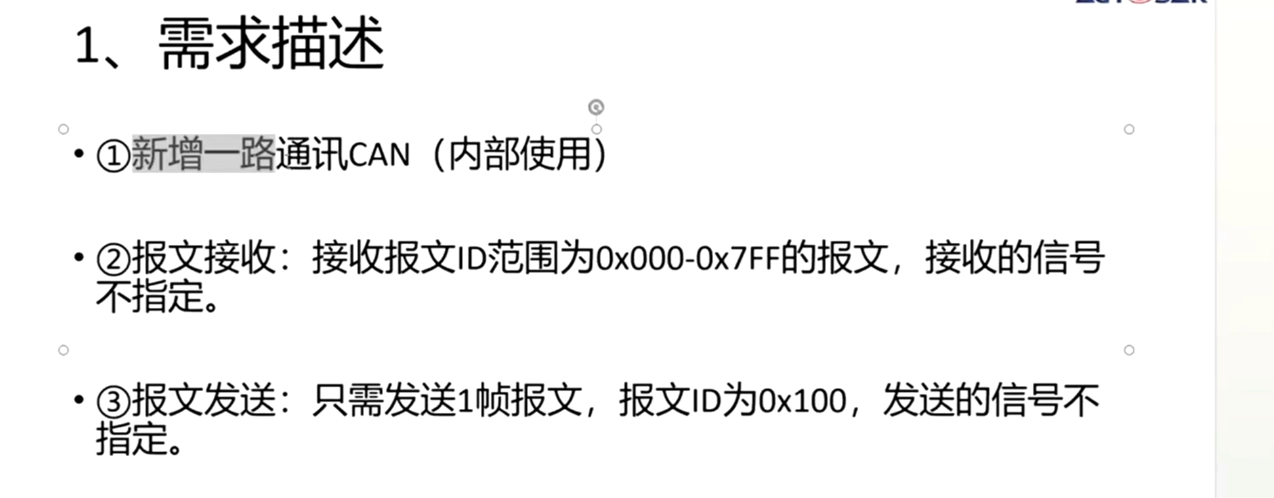 1、需求描述
• ①新增一路通讯CAN（内部使用）
• ②报文接收：接收报文ID范围为0x000-0x7FF的报文，接收的信号
不指定。
• ③报文发送：只需发送1帧报文，报文ID为0x100，发送的信号不
指定。